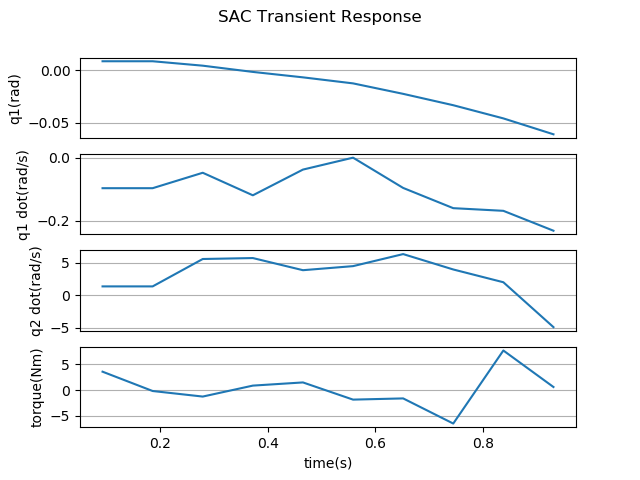 SAC Transient Response
q1(rad)
0.00
−0.05
q1 dot(rad/s)
0.0
−0.2
q2 dot(rad/s)
5
0
−5
torque(Nm)
5
0
−5
0.2 0.4 0.6 0.8
time(s)